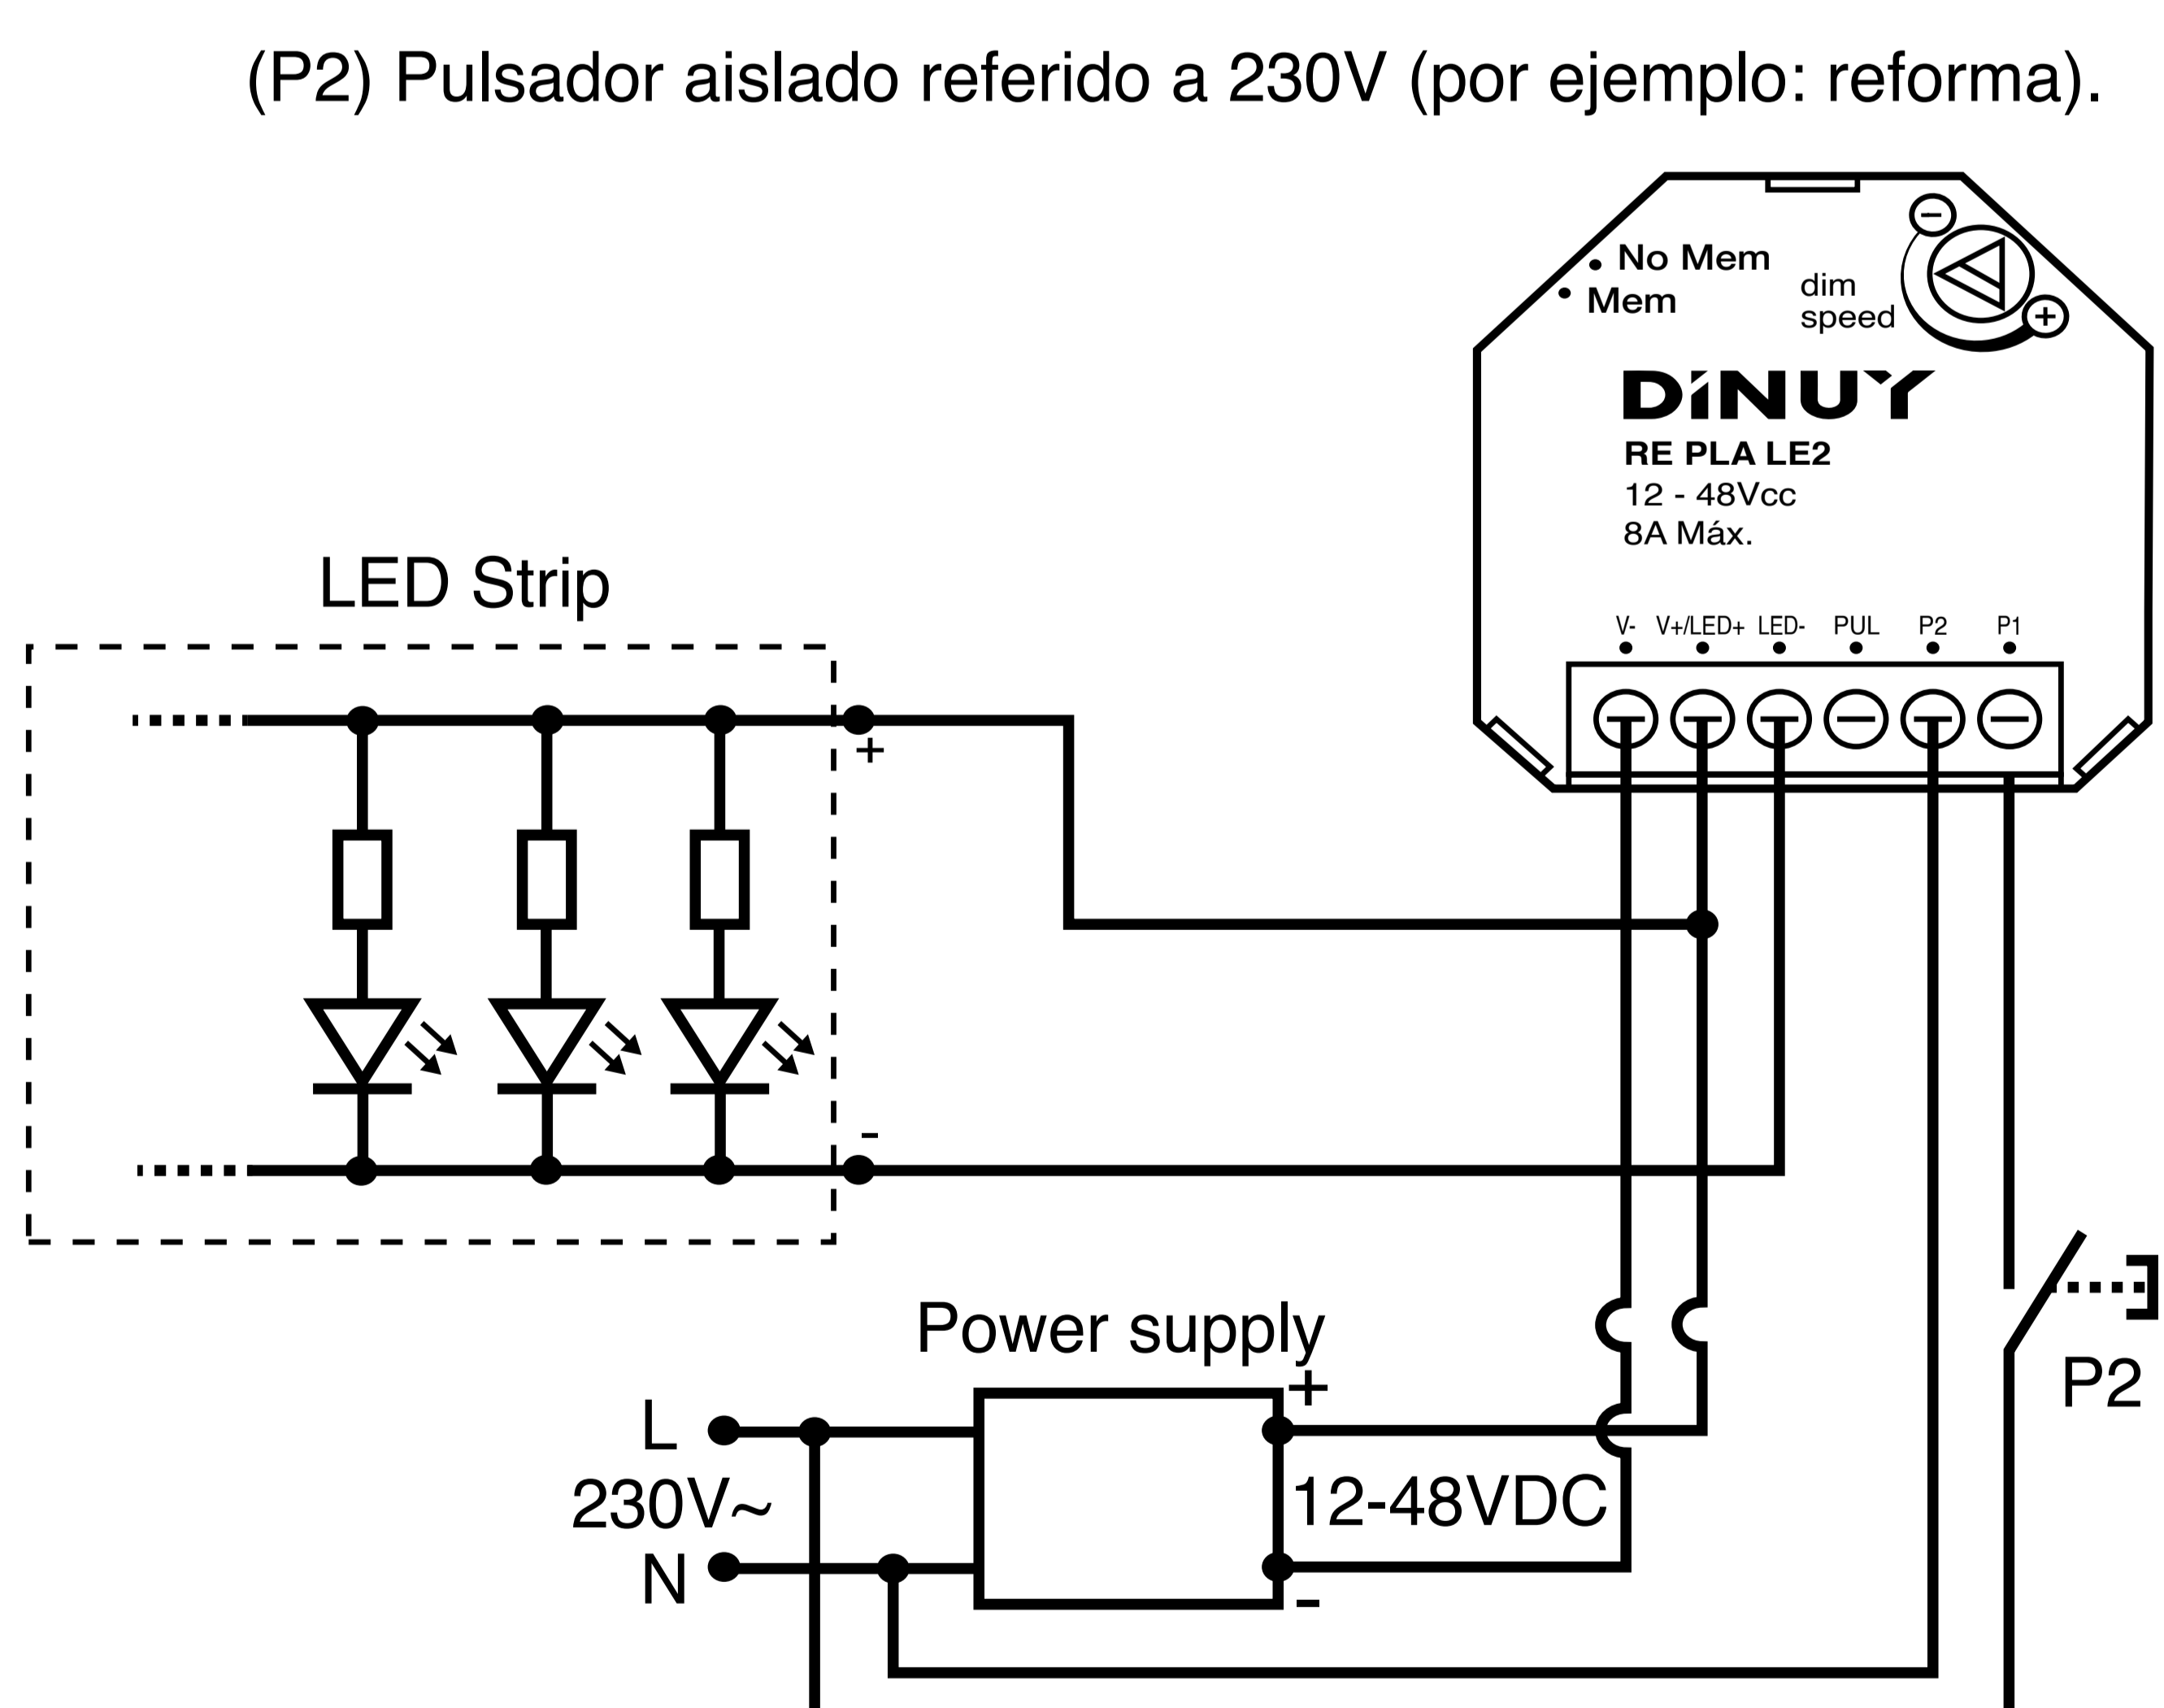 (P2) Pulsador aislado referido a 230V (por ejemplo: reforma).
No Mem
Mem
dim
speed
-
+
DiNUY
RE PLA LE2
12 - 48Vcc
8A Máx.
V- V+/LED+ LED- PUL P2 P1
LED Strip
+
-
Power supply
+
L
230V~
12-48VDC
N
-
P2